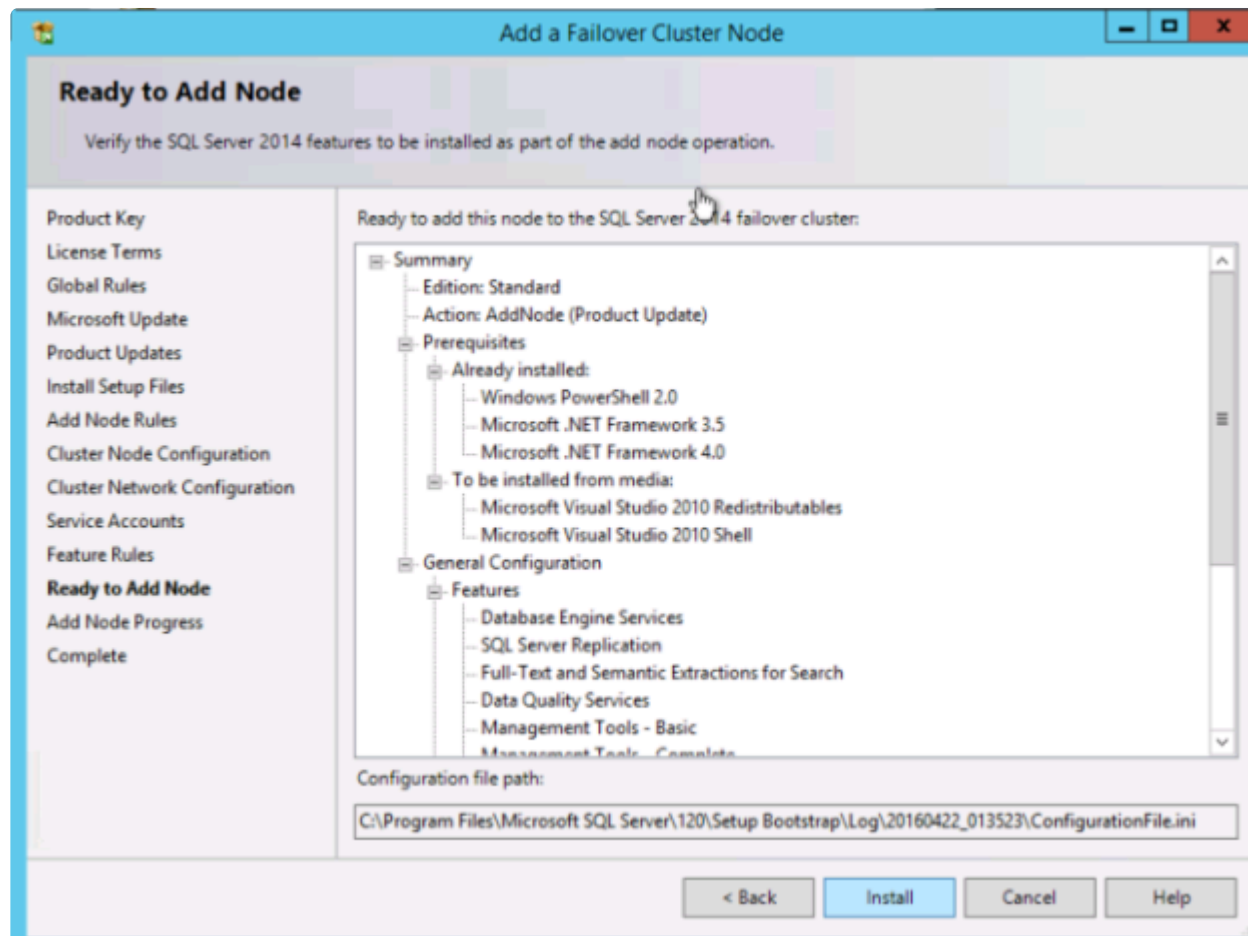 Add a Failover Cluster Node
Ready to Add Node
Verify the SQL Server 2014 features to be installed as part of the add node operation.
Product Key
License Terms
Global Rules
Microsoft Update
Product Updates
Install Setup Files
Add Node Rules
Cluster Node Configuration
Cluster Network Configuration
Service Accounts
Feature Rules
Ready to Add Node
Add Node Progress
Complete
Ready to add this node to the SQL Server 2014 failover cluster:
Summary
Edition: Standard
Action: AddNode (Product Update)
Prerequisites
Already installed:
Windows PowerShell 2.0
Microsoft .NET Framework 3.5
Microsoft .NET Framework 4.0
To be installed from media:
Microsoft Visual Studio 2010 Redistributables
Microsoft Visual Studio 2010 Shell
General Configuration
Features
Database Engine Services
SQL Server Replication
Full-Text and Semantic Extractions for Search
Data Quality Services
Management Tools - Basic
Management Tools - Complete
Configuration file path:
C:\Program Files\Microsoft SQL Server\120\Setup Bootstrap\Log\20160422_013523\ConfigurationFile.ini
< Back
Install
Cancel
Help